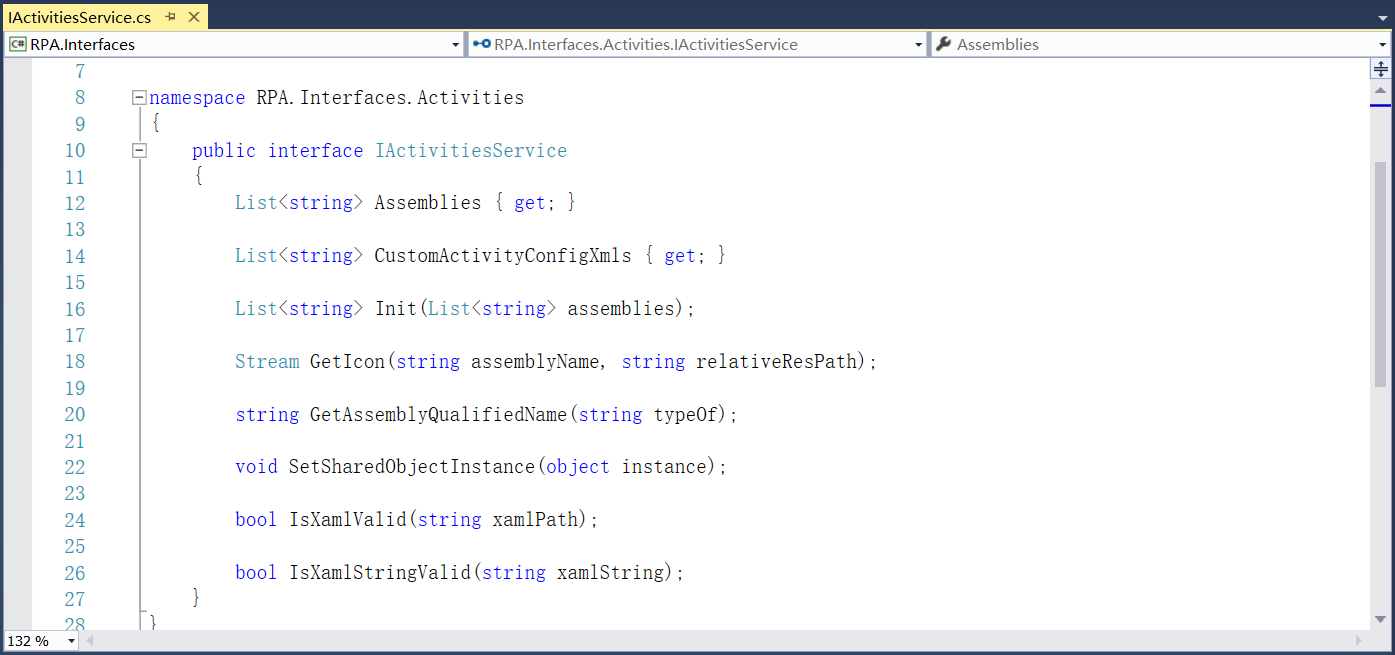 IActivitiesService.cs
RPA.Interfaces
RPA.Interfaces.Activities.IActivitiesService
Assemblies
7
8 namespace RPA.Interfaces.Activities
9 {
10 public interface IActivitiesService
11 {
12 List<string> Assemblies { get; }
13
14 List<string> CustomActivityConfigXmls { get; }
15
16 List<string> Init(List<string> assemblies);
17
18 Stream GetIcon(string assemblyName, string relativeResPath);
19
20 string GetAssemblyQualifiedName(string typeOf);
21
22 void SetSharedObjectInstance(object instance);
23
24 bool IsXamlValid(string xamlPath);
25
26 bool IsXamlStringValid(string xamlString);
27 }
28 }
132 %